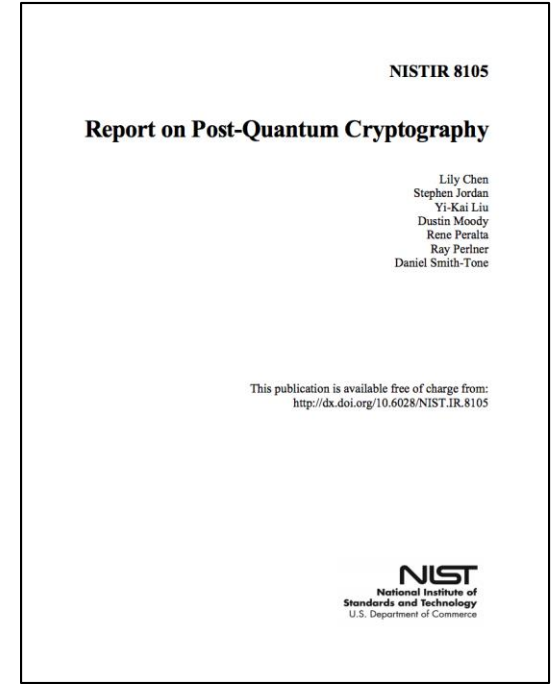 NISTIR 8105
Report on Post-Quantum Cryptography
Lily Chen
Stephen Jordan
Yi-Kai Liu
Dustin Moody
Rene Peralta
Ray Perlner
Daniel Smith-Tone
This publication is available free of charge from:
http://dx.doi.org/10.6028/NIST.IR.8105
NIST
National Institute of
Standards and Technology
U.S. Department of Commerce